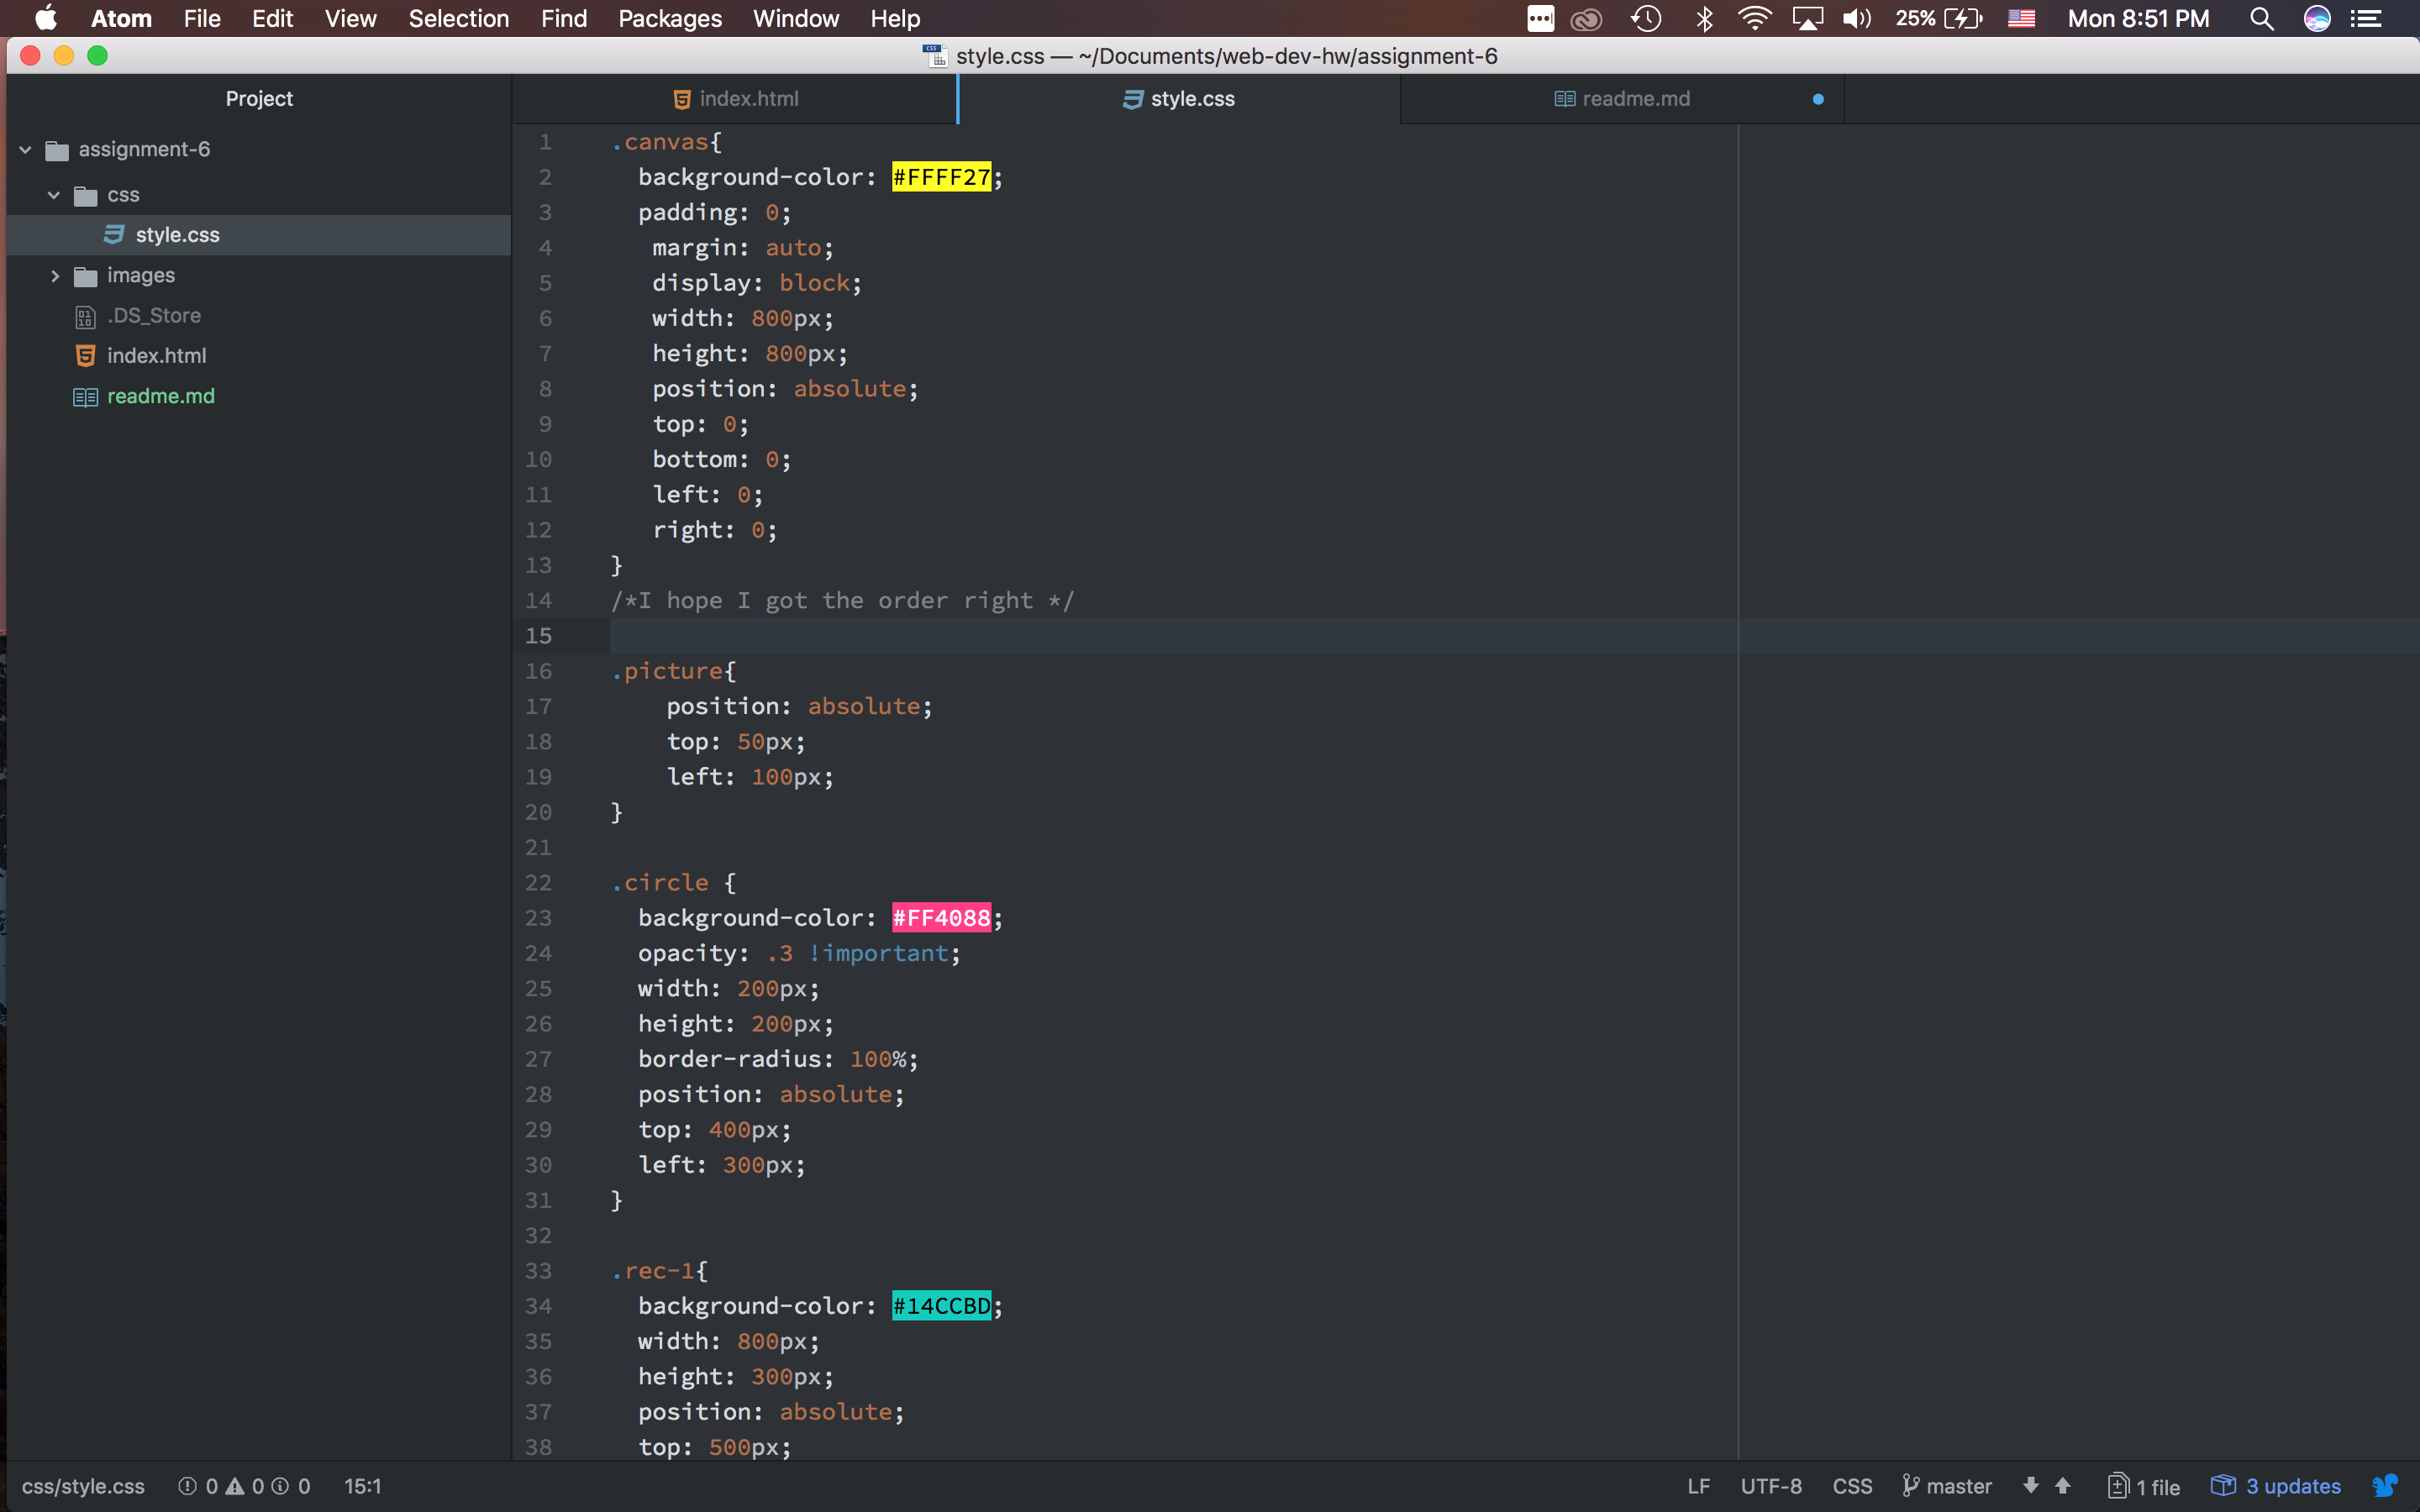 Atom File Edit View Selection Find Packages Window Help 25% Mon 8:51 PM
style.css — ~/Documents/web-dev-hw/assignment-6
Project
index.html
style.css
readme.md
assignment-6
css
style.css
images
.DS_Store
index.html
readme.md
1 .canvas{
2 background-color: #FFFF27;
3 padding: 0;
4 margin: auto;
5 display: block;
6 width: 800px;
7 height: 800px;
8 position: absolute;
9 top: 0;
10 bottom: 0;
11 left: 0;
12 right: 0;
13 }
14 /*I hope I got the order right */
15
16 .picture{
17 position: absolute;
18 top: 50px;
19 left: 100px;
20 }
21
22 .circle {
23 background-color: #FF4088;
24 opacity: .3 !important;
25 width: 200px;
26 height: 200px;
27 border-radius: 100%;
28 position: absolute;
29 top: 400px;
30 left: 300px;
31 }
32
33 .rec-1{
34 background-color: #14CCBD;
35 width: 800px;
36 height: 300px;
37 position: absolute;
38 top: 500px;
css/style.css 0 0 0 15:1 LF UTF-8 CSS master 1 file 3 updates